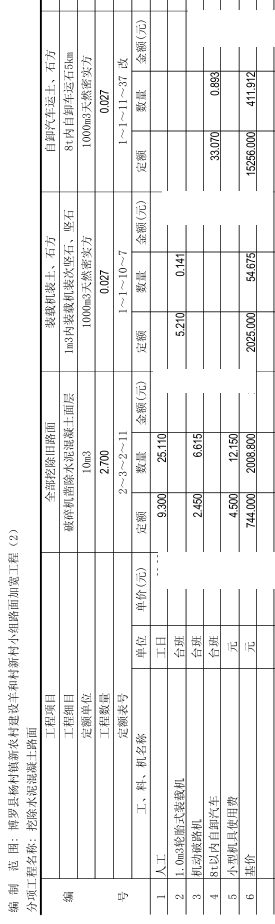 编 制 范 围: 博罗县杨村镇新农村建设羊和村新村小组路面加宽工程(2)
分项工程名称: 挖除水泥混凝土路面
编 号
工程项目 全部挖除旧路面 装载机装土、石方 自卸汽车运土、石方
工程细目 破碎机凿除水泥混凝土面层 1m3内装载机装次坚石、坚石 8t内自卸车运石5km
定额单位 10m3 1000m3天然密实方 1000m3天然密实方
工程数量 2.700 0.027 0.027
定额表号 2~3~2~11 1~1~10~7 1~1~11~37 改
工、料、机名称 单位 单价(元) 定额 数量 金额(元) 定额 数量 金额(元) 定额 数量 金额(元)
1 人工 工日 9.300 25.110
2 1.0m3轮胎式装载机 台班 5.210 0.141
3 机动破路机 台班 2.450 6.615
4 8t以内自卸汽车 台班 33.070 0.893
5 小型机具使用费 元 4.500 12.150
6 基价 元 744.000 2008.800 2025.000 54.675 15256.000 411.912